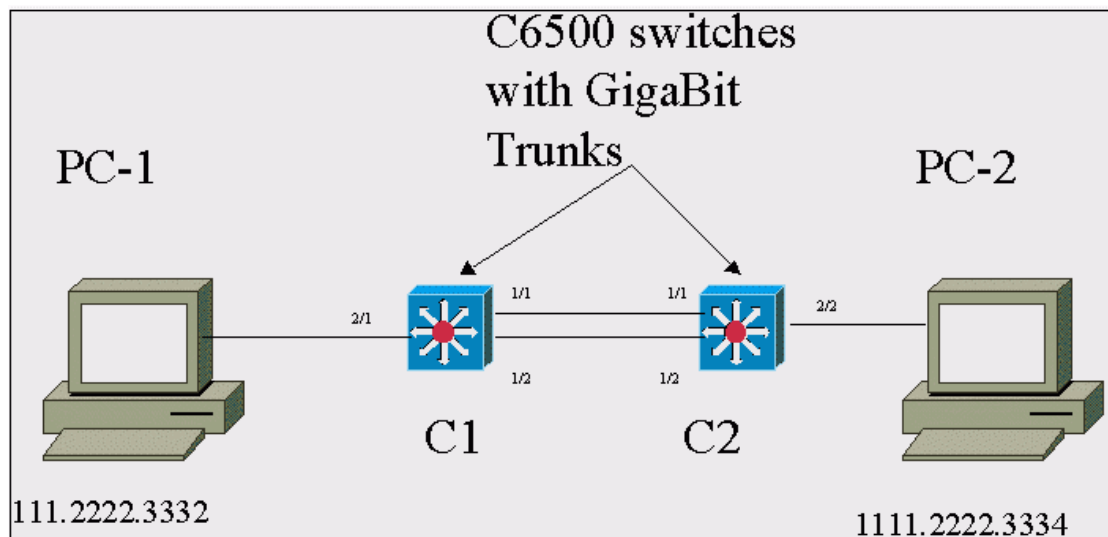 C6500 switches
with GigaBit
Trunks
PC-1
PC-2
1/1
1/1
2/1
2/2
1/2
1/2
C1
C2
111.2222.3332
1111.2222.3334